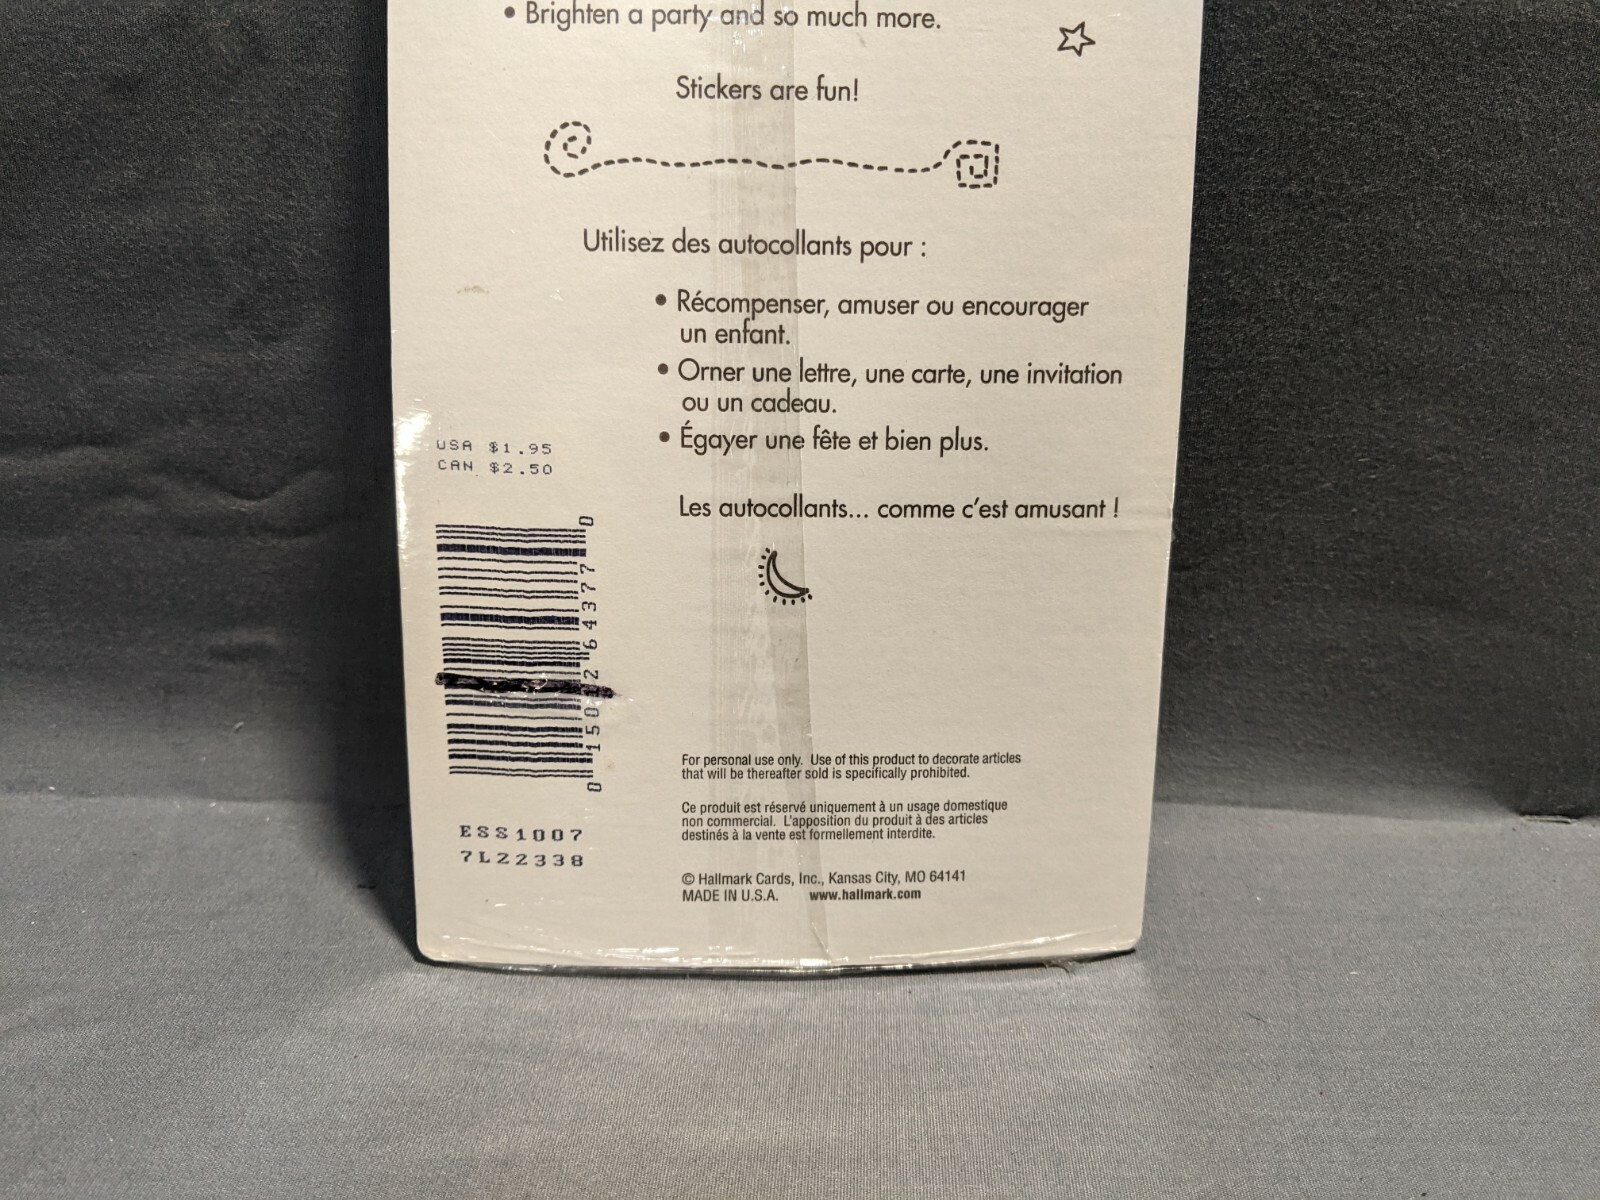 • Brighten a party and so much more.
Stickers are fun!
Utilisez des autocollants pour :
• Récompenser, amuser ou encourager
un enfant.
• Orner une lettre, une carte, une invitation
ou un cadeau.
• Égayer une fête et bien plus.
Les autocollants... comme c'est amusant !
USA $1.95
CAN $2.50
0 15012 64377 0
ESS1007
7L22338
For personal use only. Use of this product to decorate articles
that will be thereafter sold is specifically prohibited.
Ce produit est réservé uniquement à un usage domestique
non commercial. L'apposition du produit à des articles
destinés à la vente est formellement interdite.
© Hallmark Cards, Inc., Kansas City, MO 64141
MADE IN U.S.A. www.hallmark.com